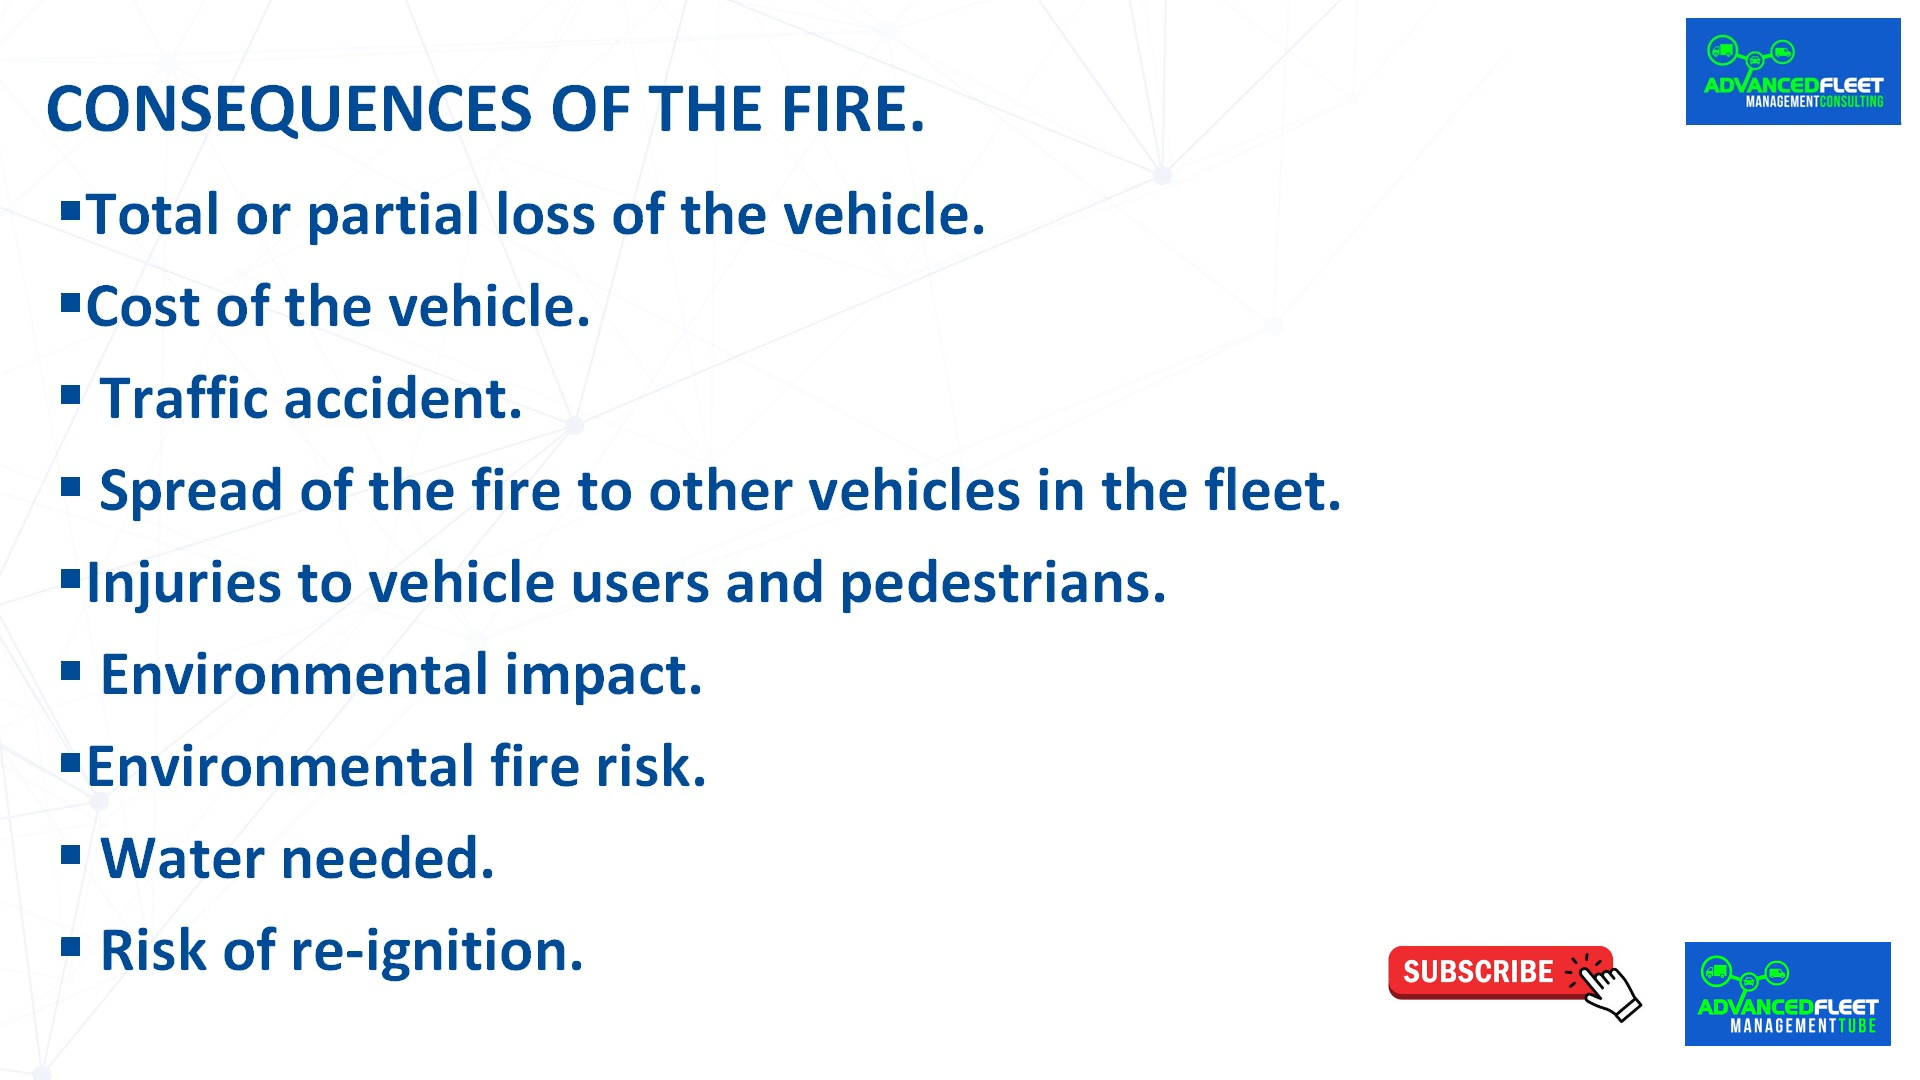 ADVANCEDFLEET
MANAGEMENTCONSULTING
CONSEQUENCES OF THE FIRE.
▪Total or partial loss of the vehicle.
▪Cost of the vehicle.
▪ Traffic accident.
▪ Spread of the fire to other vehicles in the fleet.
▪Injuries to vehicle users and pedestrians.
▪ Environmental impact.
▪Environmental fire risk.
▪ Water needed.
▪ Risk of re-ignition.
SUBSCRIBE
ADVANCEDFLEET
MANAGEMENTTUBE